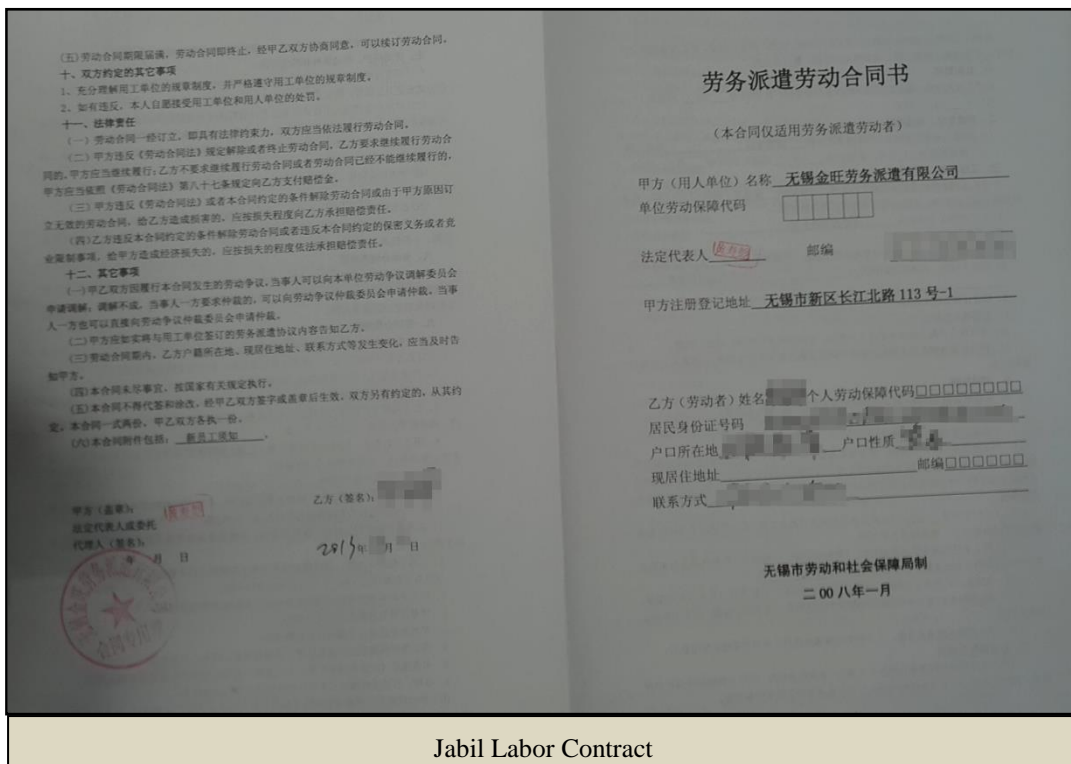 (五)劳动合同期限届满,劳动合同即终止,经甲乙双方协商同意,可以续订劳动合同。
十、双方约定的其它事项
1、充分理解用工单位的规章制度,并严格遵守用工单位的规章制度。
2、如有违反,本人自愿接受用工单位和用人单位的处罚。
十一、法律责任
(一)劳动合同一经订立,即具有法律约束力,双方应当依法履行劳动合同。
(二)甲方违反《劳动合同法》规定解除或者终止劳动合同,乙方要求继续履行劳动合
同的,甲方应当继续履行;乙方不要求继续履行劳动合同或者劳动合同已经不能继续履行的,
甲方应当依照《劳动合同法》第八十七条规定向乙方支付赔偿金。
(三)甲方违反《劳动合同法》或者本合同约定的条件解除劳动合同或由于甲方原因订
立无效的劳动合同,给乙方造成损害的,应按损失程度向乙方承担赔偿责任。
(四)乙方违反本合同约定的条件解除劳动合同或者违反本合同约定的保密义务或者竞
业限制事项,给甲方造成经济损失的,应按损失的程度依法承担赔偿责任。
十二、其它事项
(一)甲乙双方因履行本合同发生的劳动争议,当事人可以向本单位劳动争议调解委员会
申请调解;调解不成,当事人一方要求仲裁的,可以向劳动争议仲裁委员会申请仲裁。当事
人一方也可以直接向劳动争议仲裁委员会申请仲裁。
(二)甲方应如实将与用工单位签订的劳务派遣协议内容告知乙方。
(三)劳动合同期内,乙方户籍所在地、现居住地址、联系方式等发生变化,应当及时告
知甲方。
(四)本合同未尽事宜,按国家有关规定执行。
(五)本合同不得代签和涂改,经甲乙双方签字或盖章后生效,双方另有约定的,从其约
定。本合同一式两份,甲乙双方各执一份。
(六)本合同附件包括: 新员工须知 。
甲方(盖章): 乙方(签名):
法定代表人或委托
代理人(签名):
年 月 日 2013年 月 日
合同专用章
劳务派遣劳动合同书
(本合同仅适用劳务派遣劳动者)
甲方(用人单位)名称 无锡金旺劳务派遣有限公司
单位劳动保障代码
法定代表人 邮编
甲方注册登记地址 无锡市新区长江北路 113 号-1
乙方(劳动者)姓名 个人劳动保障代码□□□□□□□□
居民身份证号码
户口所在地 户口性质
现居住地址 邮编□□□□□□
联系方式
无锡市劳动和社会保障局制
二 00 八年一月
Jabil Labor Contract